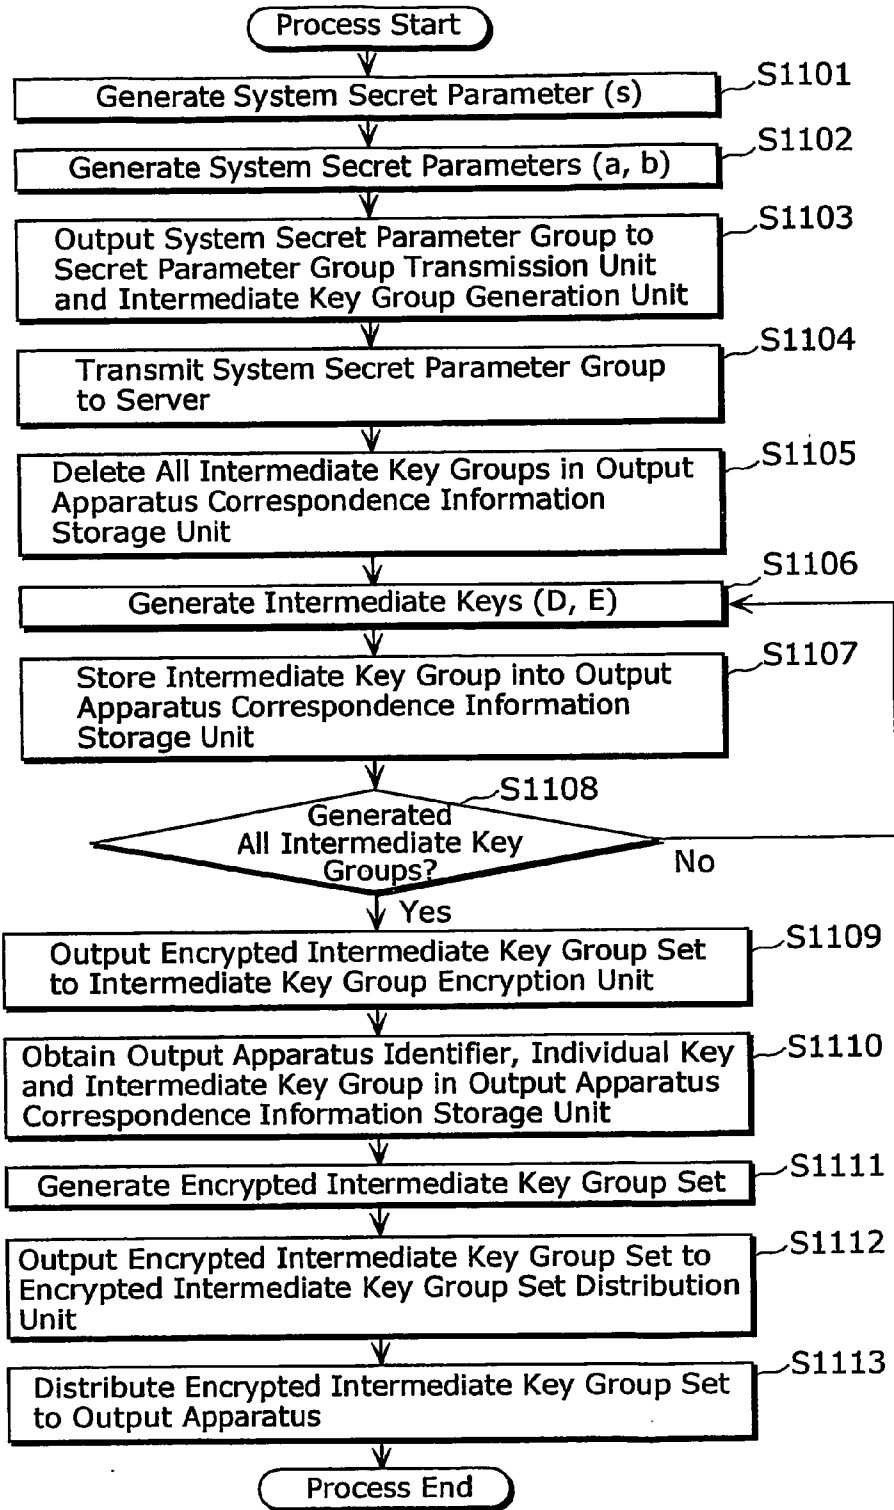 Process Start
S1101
Generate System Secret Parameter (s)
S1102
Generate System Secret Parameters (a, b)
S1103
Output System Secret Parameter Group to
Secret Parameter Group Transmission Unit
and Intermediate Key Group Generation Unit
S1104
Transmit System Secret Parameter Group
to Server
S1105
Delete All Intermediate Key Groups in Output
Apparatus Correspondence Information
Storage Unit
S1106
Generate Intermediate Keys (D, E)
S1107
Store Intermediate Key Group into Output
Apparatus Correspondence Information
Storage Unit
S1108
Generated
All Intermediate Key
Groups?
No
Yes
S1109
Output Encrypted Intermediate Key Group Set
to Intermediate Key Group Encryption Unit
S1110
Obtain Output Apparatus Identifier, Individual Key
and Intermediate Key Group in Output Apparatus
Correspondence Information Storage Unit
S1111
Generate Encrypted Intermediate Key Group Set
S1112
Output Encrypted Intermediate Key Group Set to
Encrypted Intermediate Key Group Set Distribution
Unit
S1113
Distribute Encrypted Intermediate Key Group Set
to Output Apparatus
Process End